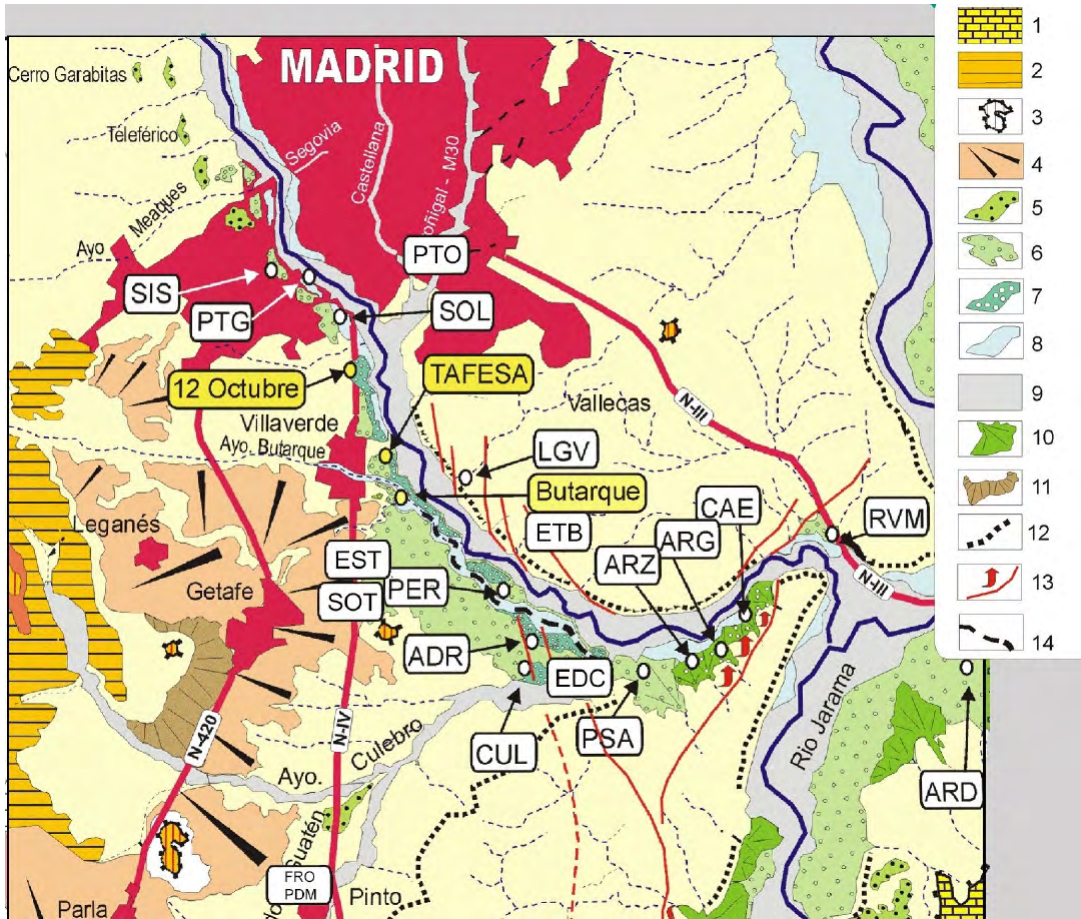 MADRID
Cerro Garabitas
Teleférico
Segovia
Castellana
oñigal - M30
Meaques
Ayo
PTO
SIS
PTG
SOL
12 Octubre
TAFESA
Villaverde
Ayo. Butarque
Vallecas
N-III
LGV
Butarque
ETB
CAE
RVM
ARG
ARZ
N-III
Leganés
EST
PER
SOT
Getafe
ADR
EDC
CUL
PSA
N-420
N-IV
Culebro
Ayo.
Rio Jarama
ARD
Guatén
FRO
PDM
Pinto
Parla
1
2
3
4
5
6
7
8
9
10
11
12
13
14